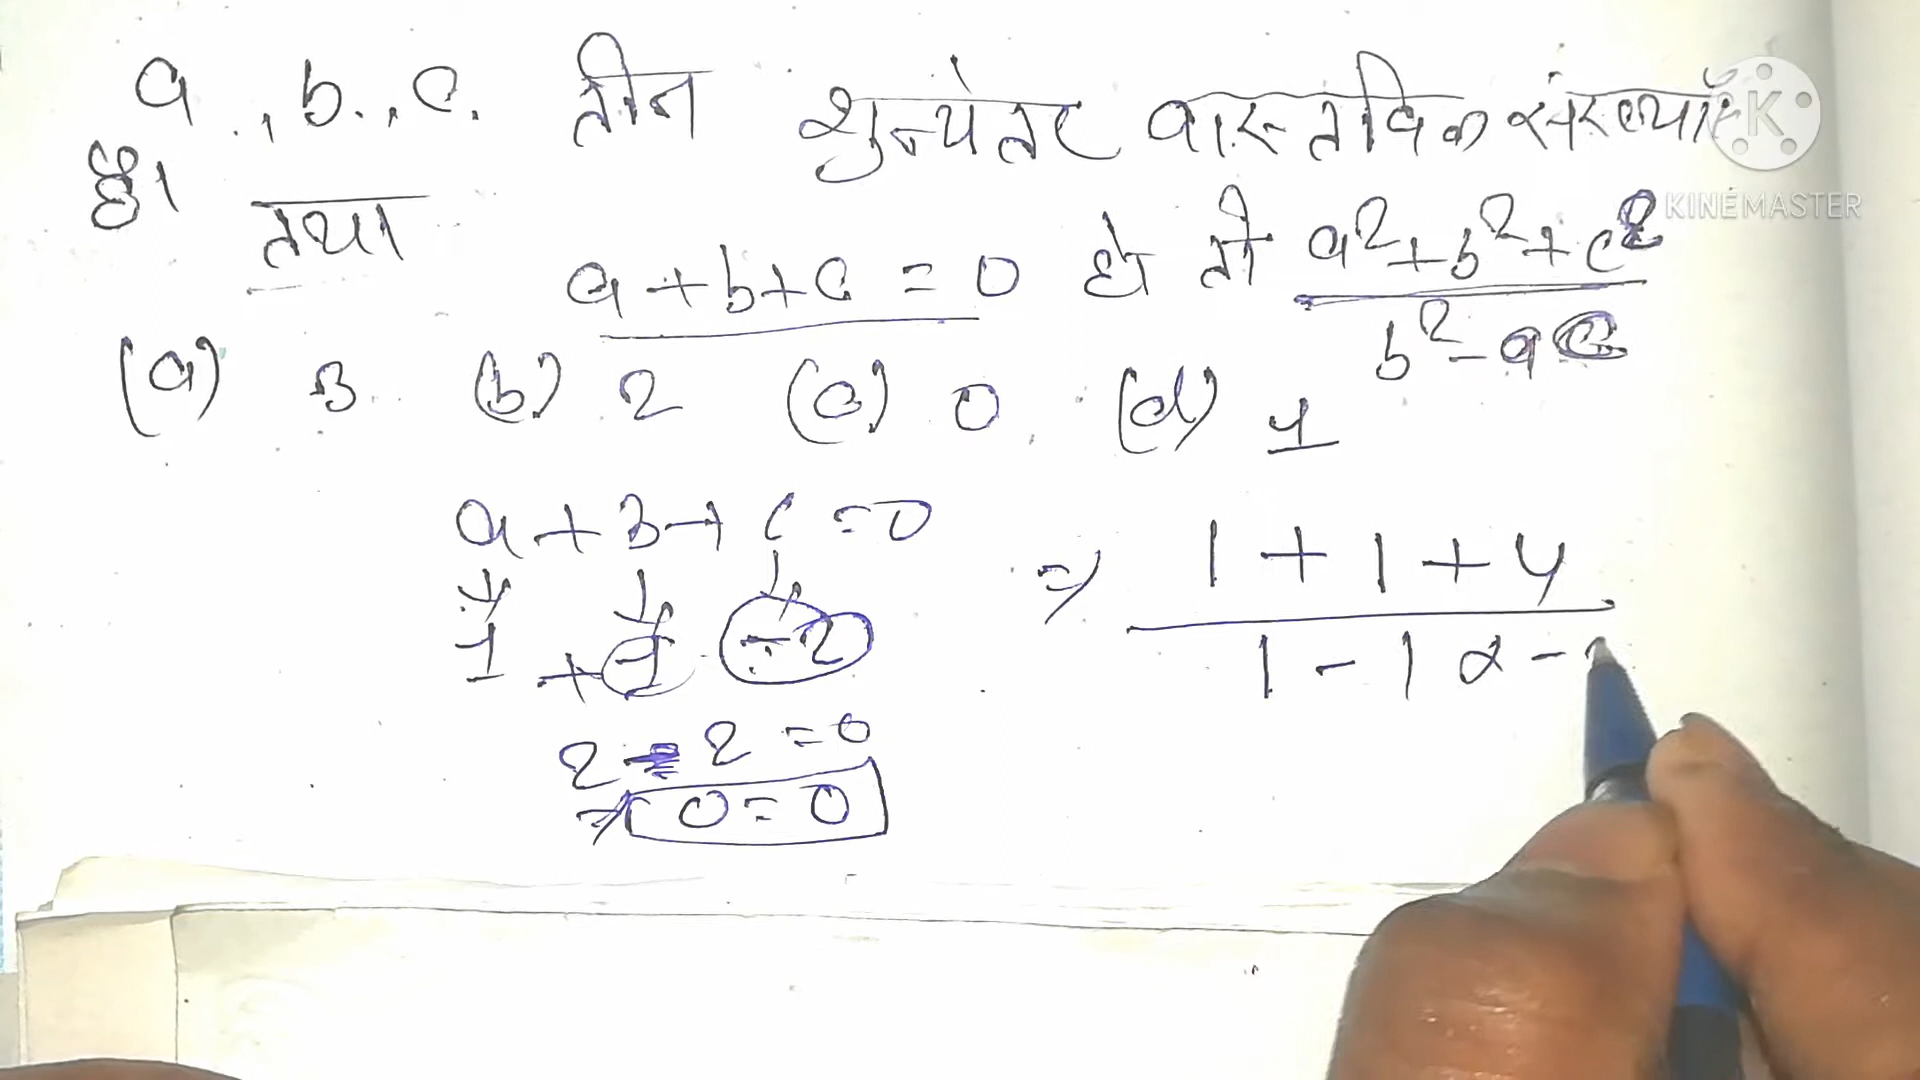 a, b, c. तीन शुन्येतर वास्तविक संख्याएँ
है। तथा
a+b+c = 0 हो तो a²+b²+c² / b²-ac
(a) 3 (b) 2 (c) 0 (d) 1
a + b + c = 0
1 + 1 -2
2 - 2 = 0
⇒ 0 = 0
⇒ 1 + 1 + 4
1 - 1 × -
K
KINEMASTER